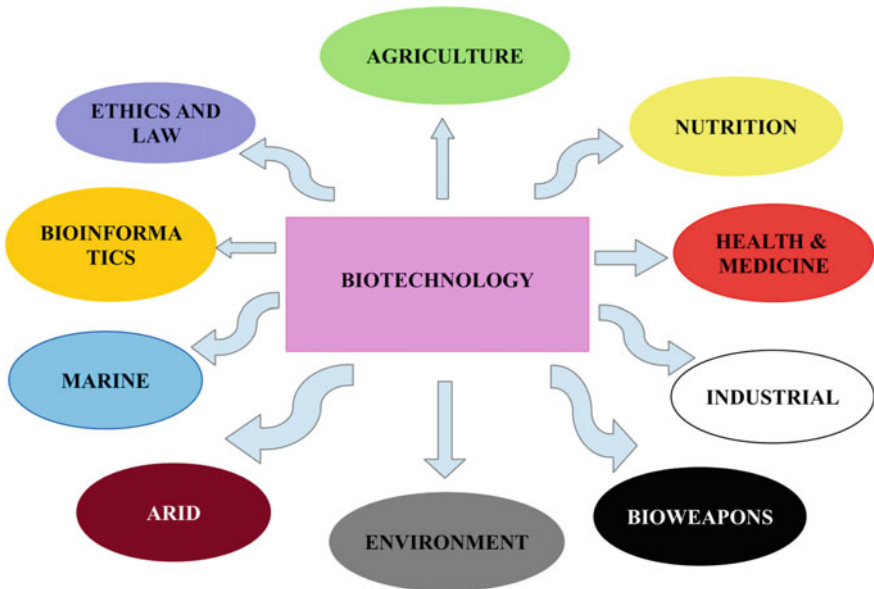 AGRICULTURE
ETHICS AND
LAW
NUTRITION
BIOINFORMA
TICS
BIOTECHNOLOGY
HEALTH &
MEDICINE
MARINE
INDUSTRIAL
ARID
ENVIRONMENT
BIOWEAPONS